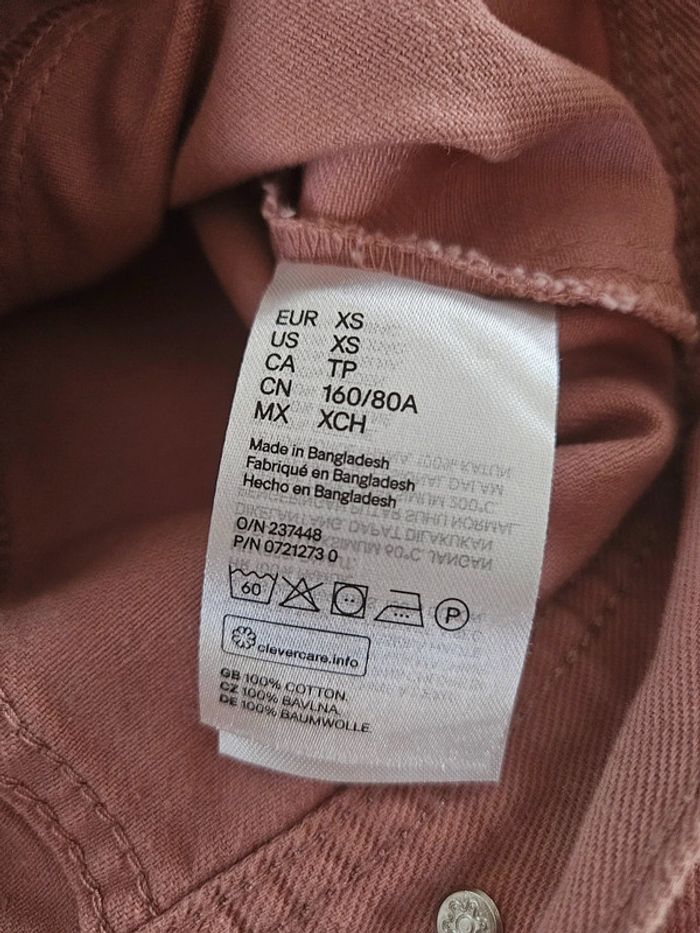 EUR XS
US XS
CA TP
CN 160/80A
MX XCH
Made in Bangladesh
Fabriqué en Bangladesh
Hecho en Bangladesh
O/N 237448
P/N 0721273 0
60 P
clevercare.info
GB 100% COTTON.
CZ 100% BAVLNA.
DE 100% BAUMWOLLE.